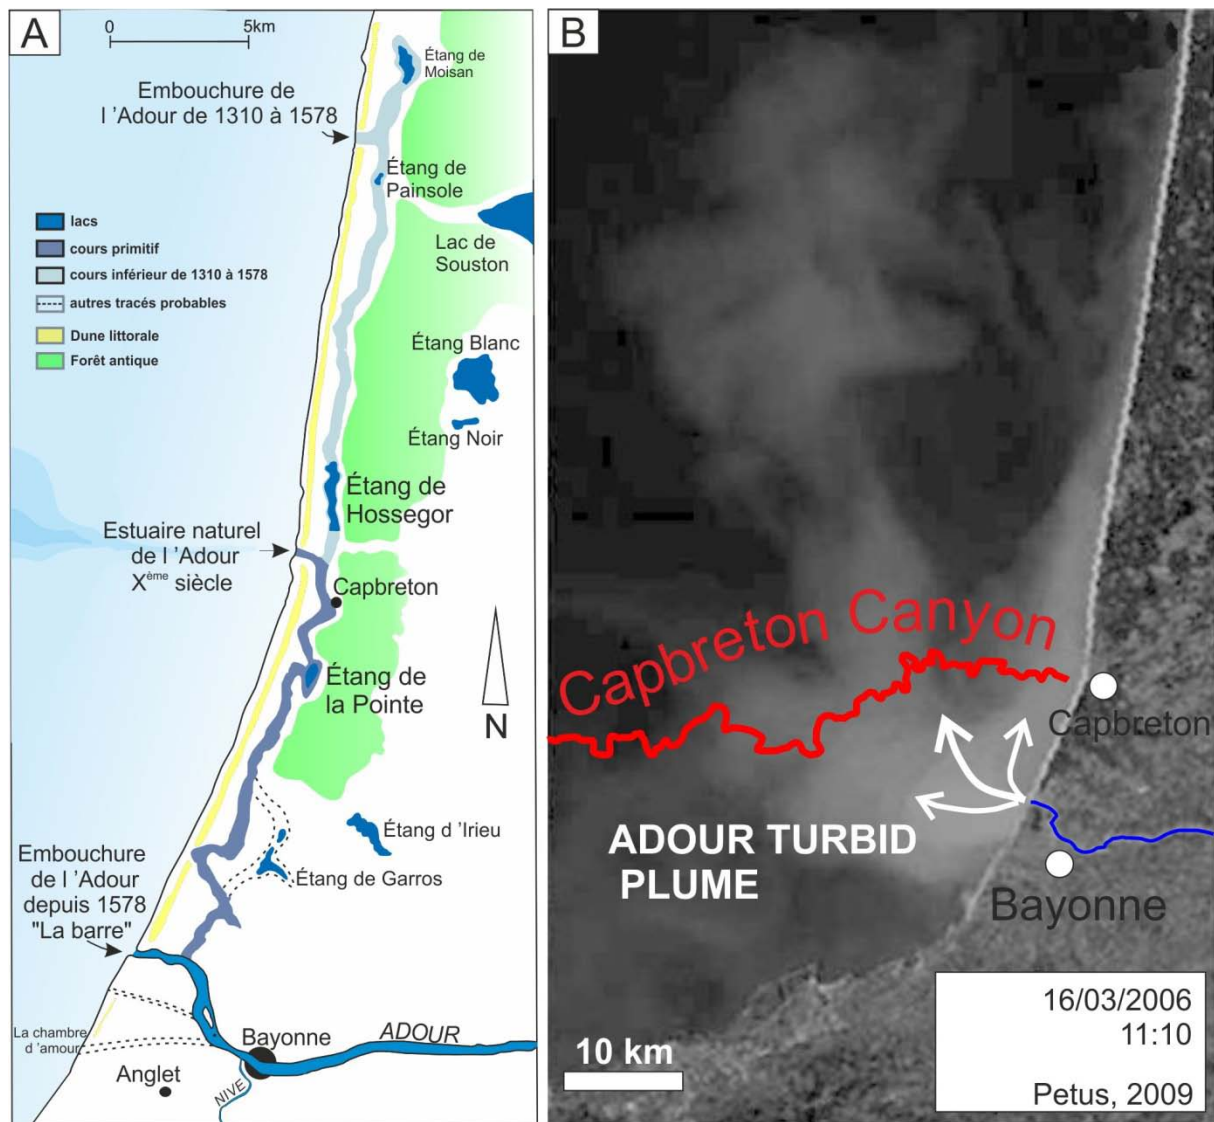 A
0
5km
Étang de
Moisan
Embouchure de
l 'Adour de 1310 à 1578
Étang de
Painsole
lacs
cours primitif
cours inférieur de 1310 à 1578
autres tracés probables
Dune littorale
Forêt antique
Lac de
Souston
Étang Blanc
Étang Noir
Étang de
Hossegor
Estuaire naturel
de l 'Adour
Xème siècle
Capbreton
Étang de
la Pointe
N
Étang d 'Irieu
Étang de Garros
Embouchure
de l 'Adour
depuis 1578
"La barre"
La chambre
d 'amour
Bayonne
ADOUR
Anglet
NIVE
B
Capbreton Canyon
Capbreton
ADOUR TURBID
PLUME
Bayonne
10 km
16/03/2006
11:10
Petus, 2009